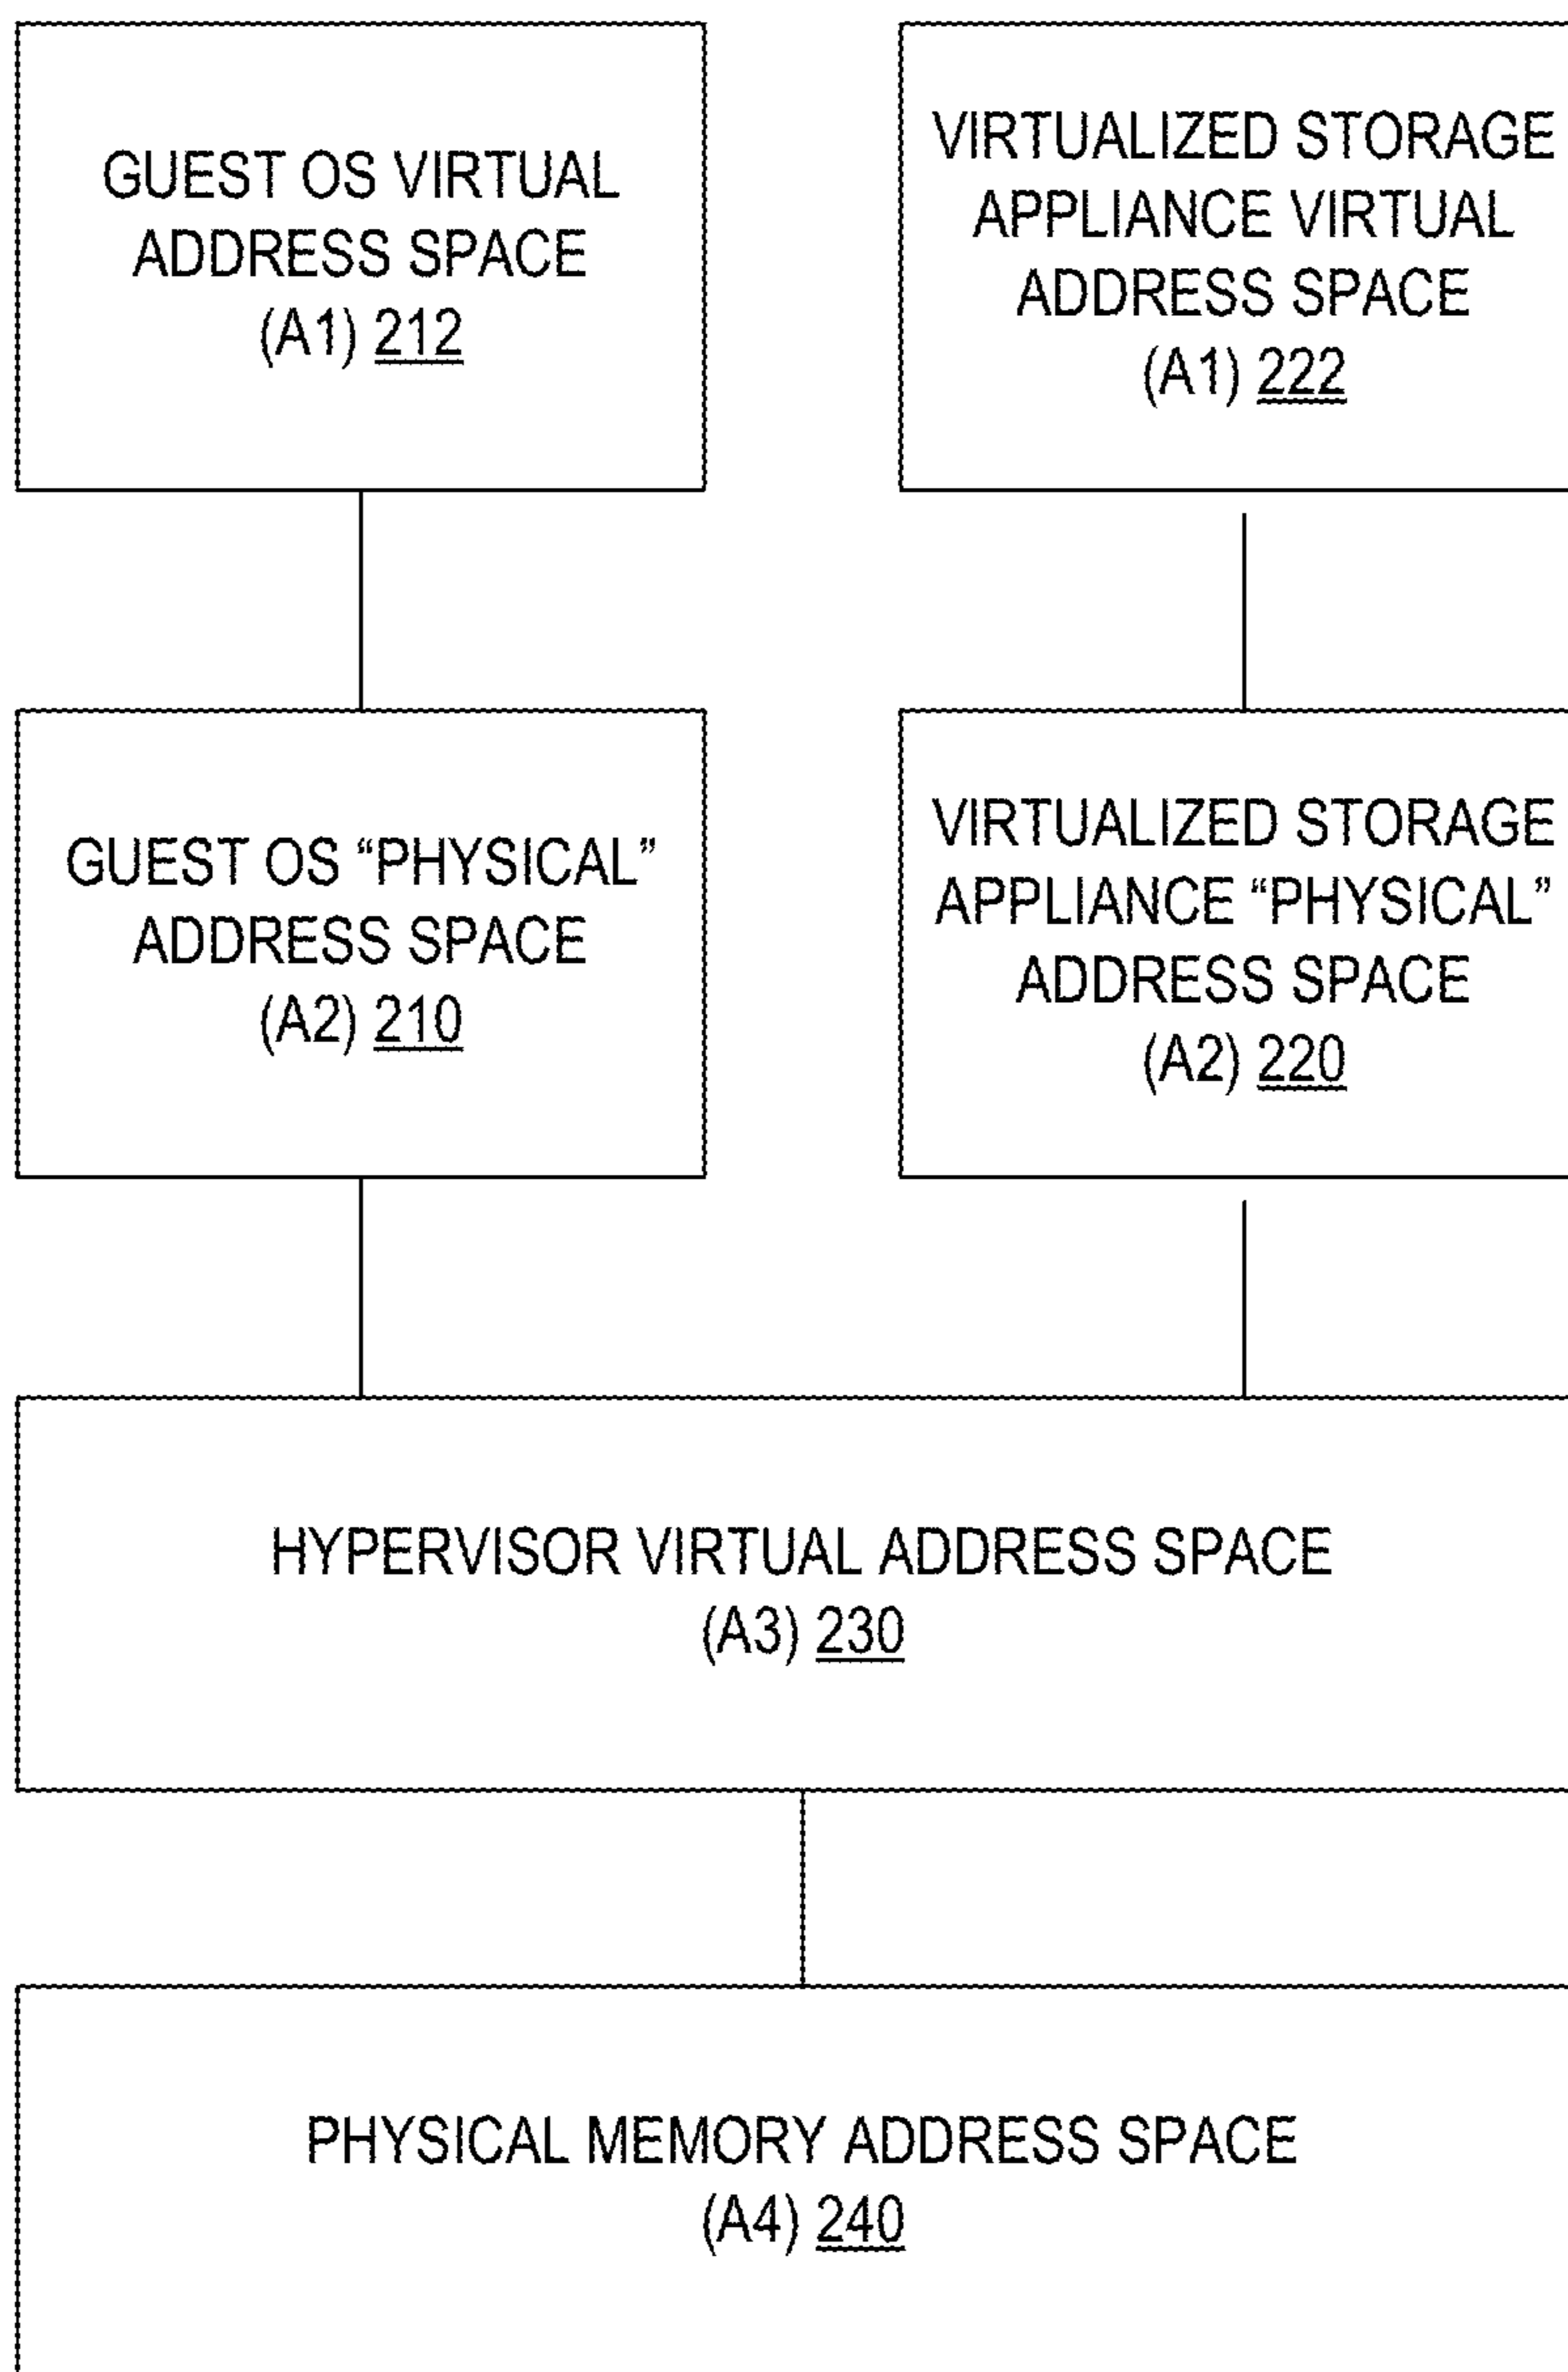 GUEST OS VIRTUAL
ADDRESS SPACE
(A1) 212
VIRTUALIZED STORAGE
APPLIANCE VIRTUAL
ADDRESS SPACE
(A1) 222
GUEST OS “PHYSICAL”
ADDRESS SPACE
(A2) 210
VIRTUALIZED STORAGE
APPLIANCE “PHYSICAL”
ADDRESS SPACE
(A2) 220
HYPERVISOR VIRTUAL ADDRESS SPACE
(A3) 230
PHYSICAL MEMORY ADDRESS SPACE
(A4) 240